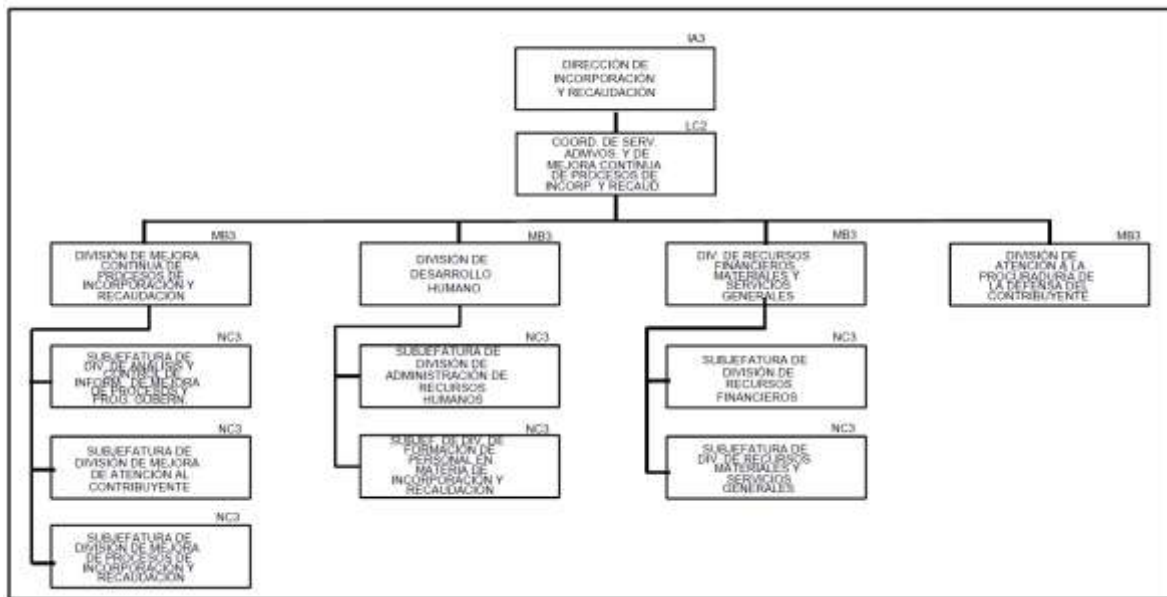 IA3
DIRECCIÓN DE
INCORPORACIÓN
Y RECAUDACIÓN
LC2
COORD. DE SERV.
ADMVOS. Y DE
MEJORA CONTINUA
DE PROCESOS DE
INCORP. Y RECAUD.
MB3
DIVISIÓN DE MEJORA
CONTINUA DE
PROCESOS DE
INCORPORACIÓN Y
RECAUDACIÓN
MB3
DIVISIÓN DE
DESARROLLO
HUMANO
MB3
DIV. DE RECURSOS
FINANCIEROS,
MATERIALES Y
SERVICIOS
GENERALES
MB3
DIVISIÓN DE
ATENCIÓN A LA
PROCURADURIA DE
LA DEFENSA DEL
CONTRIBUYENTE
NC3
SUBJEFATURA DE
DIV. DE ANÁLISIS Y
CONTROL DE
INFORM. DE MEJORA
DE PROCESOS Y
PROG. GOBERN.
NC3
SUBJEFATURA DE
DIVISIÓN DE
ADMINISTRACIÓN DE
RECURSOS
HUMANOS
NC3
SUBJEFATURA DE
DIVISIÓN DE
RECURSOS
FINANCIEROS
NC3
SUBJEFATURA DE
DIVISIÓN DE MEJORA
DE ATENCIÓN AL
CONTRIBUYENTE
NC3
SUBJEF. DE DIV. DE
FORMACIÓN DE
PERSONAL EN
MATERIA DE
INCORPORACIÓN Y
RECAUDACIÓN
NC3
SUBJEFATURA DE
DIV. DE RECURSOS
MATERIALES Y
SERVICIOS
GENERALES
NC3
SUBJEFATURA DE
DIVISIÓN DE MEJORA
DE PROCESOS DE
INCORPORACIÓN Y
RECAUDACIÓN